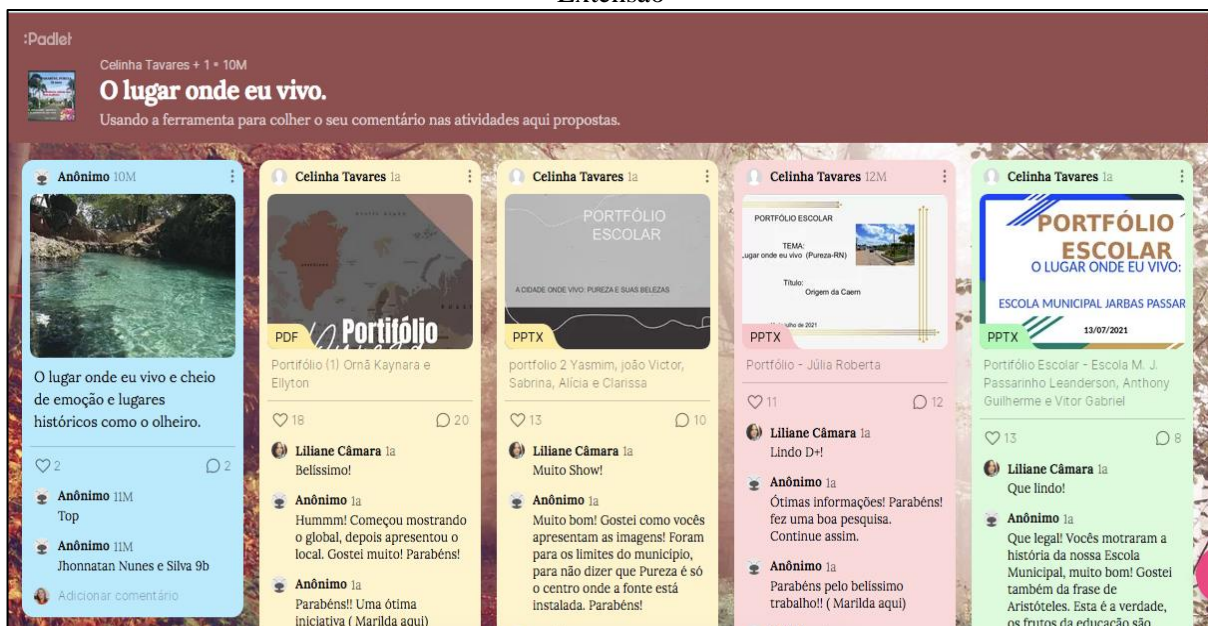 Extensão
:Padlet
Celinha Tavares + 1 • 10M
O lugar onde eu vivo.
Usando a ferramenta para colher o seu comentário nas atividades aqui propostas.
Anônimo 10M
O lugar onde eu vivo e cheio
de emoção e lugares
históricos como o olheiro.
2 2
Anônimo 11M
Top
Anônimo 11M
Jhonnatan Nunes e Silva 9b
Adicionar comentário
Celinha Tavares 1a
Portifólio
PDF
Portifólio (1) Ornã Kaynara e
Ellyton
18 20
Liliane Câmara 1a
Belíssimo!
Anônimo 1a
Hummm! Começou mostrando
o global, depois apresentou o
local. Gostei muito! Parabéns!
Anônimo 1a
Parabéns!! Uma ótima
iniciativa ( Marilda aqui)
Celinha Tavares 1a
PORTFÓLIO
ESCOLAR
A CIDADE ONDE VIVO: PUREZA E SUAS BELEZAS
PPTX
portfolio 2 Yasmim, joão Victor,
Sabrina, Alícia e Clarissa
13 10
Liliane Câmara 1a
Muito Show!
Anônimo 1a
Muito bom! Gostei como vocês
apresentam as imagens! Foram
para os limites do município,
para não dizer que Pureza é só
o centro onde a fonte está
instalada. Parabéns!
Celinha Tavares 12M
PORTFÓLIO ESCOLAR
TEMA:
ugar onde eu vivo (Pureza-RN)
Título:
Origem da Caern
julho de 2021
PPTX
Portfólio - Júlia Roberta
11 12
Liliane Câmara 1a
Lindo D+!
Anônimo 1a
Ótimas informações! Parabéns!
fez uma boa pesquisa.
Continue assim.
Anônimo 1a
Parabéns pelo belíssimo
trabalho!! ( Marilda aqui)
Celinha Tavares 1a
PORTFÓLIO
ESCOLAR
O LUGAR ONDE EU VIVO:
ESCOLA MUNICIPAL JARBAS PASSAR
13/07/2021
PPTX
Portifólio Escolar - Escola M. J.
Passarinho Leanderson, Anthony
Guilherme e Vitor Gabriel
13 8
Liliane Câmara 1a
Que lindo!
Anônimo 1a
Que legal! Vocês motraram a
história da nossa Escola
Municipal, muito bom! Gostei
também da frase de
Aristóteles. Esta é a verdade,
os frutos da educação são